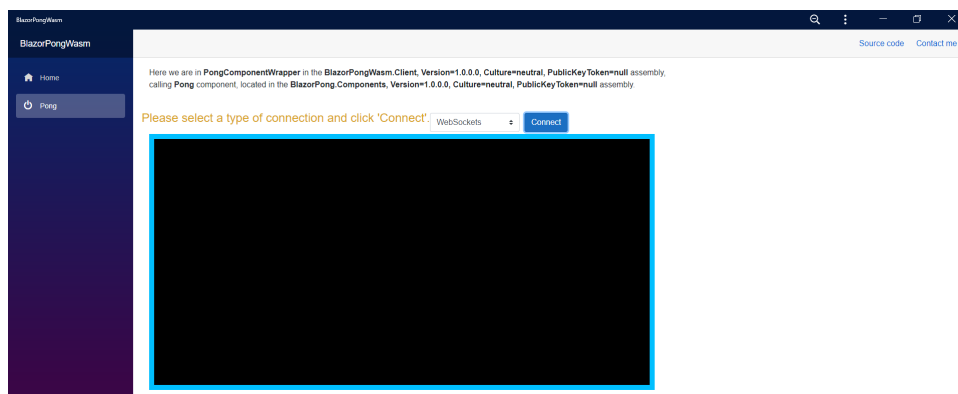 BlazorPongWasm
BlazorPongWasm
Source code Contact me
Home
Pong
Here we are in PongComponentWrapper in the BlazorPongWasm.Client, Version=1.0.0.0, Culture=neutral, PublicKeyToken=null assembly,
calling Pong component, located in the BlazorPong.Components, Version=1.0.0.0, Culture=neutral, PublicKeyToken=null assembly.
Please select a type of connection and click 'Connect'. WebSockets Connect